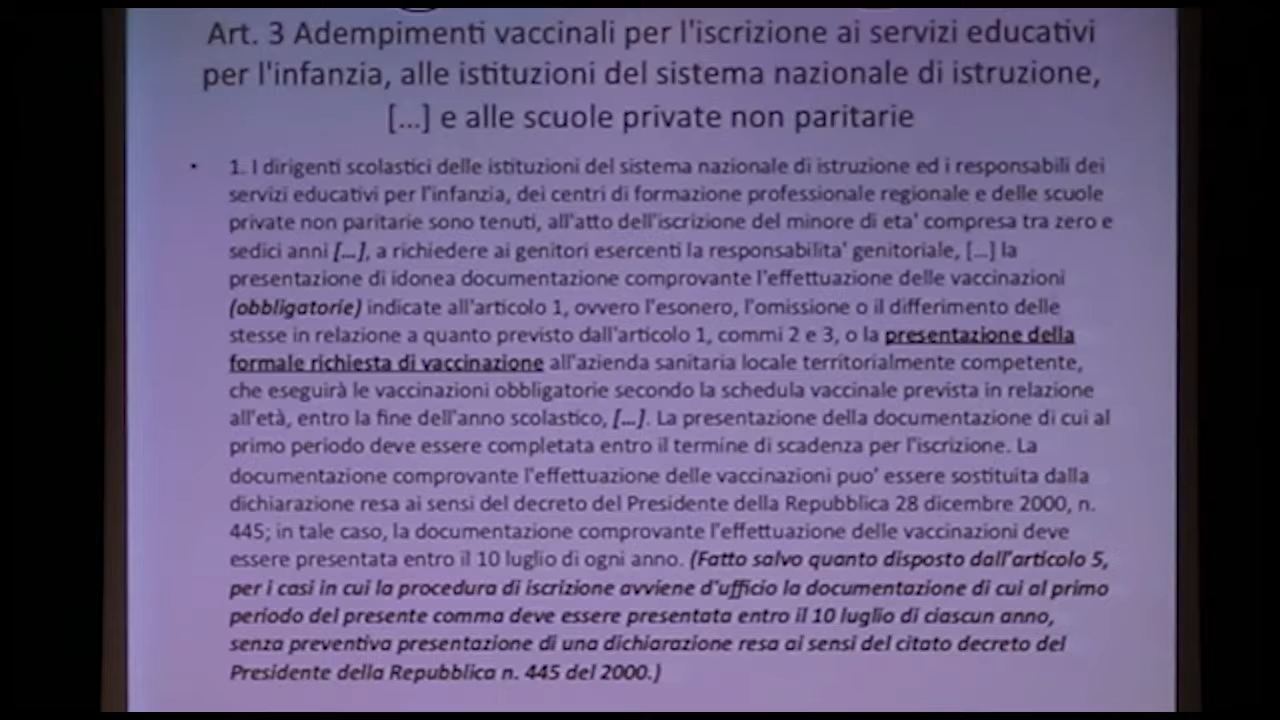 Art. 3 Adempimenti vaccinali per l'iscrizione ai servizi educativi
per l'infanzia, alle istituzioni del sistema nazionale di istruzione,
[...] e alle scuole private non paritarie
• 1. I dirigenti scolastici delle istituzioni del sistema nazionale di istruzione ed i responsabili dei
servizi educativi per l'infanzia, dei centri di formazione professionale regionale e delle scuole
private non paritarie sono tenuti, all'atto dell'iscrizione del minore di eta' compresa tra zero e
sedici anni [...], a richiedere ai genitori esercenti la responsabilita' genitoriale, [...] la
presentazione di idonea documentazione comprovante l'effettuazione delle vaccinazioni
(obbligatorie) indicate all'articolo 1, ovvero l'esonero, l'omissione o il differimento delle
stesse in relazione a quanto previsto dall'articolo 1, commi 2 e 3, o la presentazione della
formale richiesta di vaccinazione all'azienda sanitaria locale territorialmente competente,
che eseguirà le vaccinazioni obbligatorie secondo la schedula vaccinale prevista in relazione
all'età, entro la fine dell'anno scolastico, [...]. La presentazione della documentazione di cui al
primo periodo deve essere completata entro il termine di scadenza per l'iscrizione. La
documentazione comprovante l'effettuazione delle vaccinazioni puo' essere sostituita dalla
dichiarazione resa ai sensi del decreto del Presidente della Repubblica 28 dicembre 2000, n.
445; in tale caso, la documentazione comprovante l'effettuazione delle vaccinazioni deve
essere presentata entro il 10 luglio di ogni anno. (Fatto salvo quanto disposto dall'articolo 5,
per i casi in cui la procedura di iscrizione avviene d'ufficio la documentazione di cui al primo
periodo del presente comma deve essere presentata entro il 10 luglio di ciascun anno,
senza preventiva presentazione di una dichiarazione resa ai sensi del citato decreto del
Presidente della Repubblica n. 445 del 2000.)